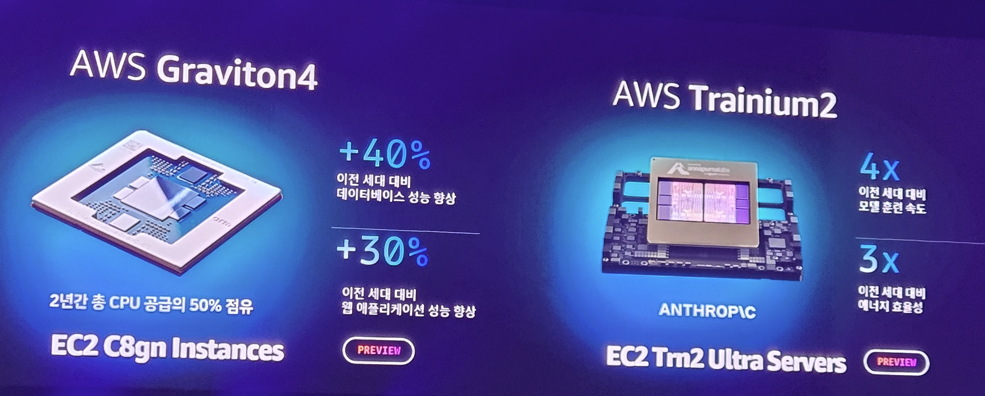 AWS Graviton4
+40%
이전 세대 대비
데이터베이스 성능 향상
+30%
이전 세대 대비
웹 애플리케이션 성능 향상
2년간 총 CPU 공급의 50% 점유
EC2 C8gn Instances
PREVIEW
AWS Trainium2
annapurnalabs
4x
이전 세대 대비
모델 훈련 속도
3x
이전 세대 대비
에너지 효율성
ANTHROP\C
EC2 Trn2 Ultra Servers
PREVIEW